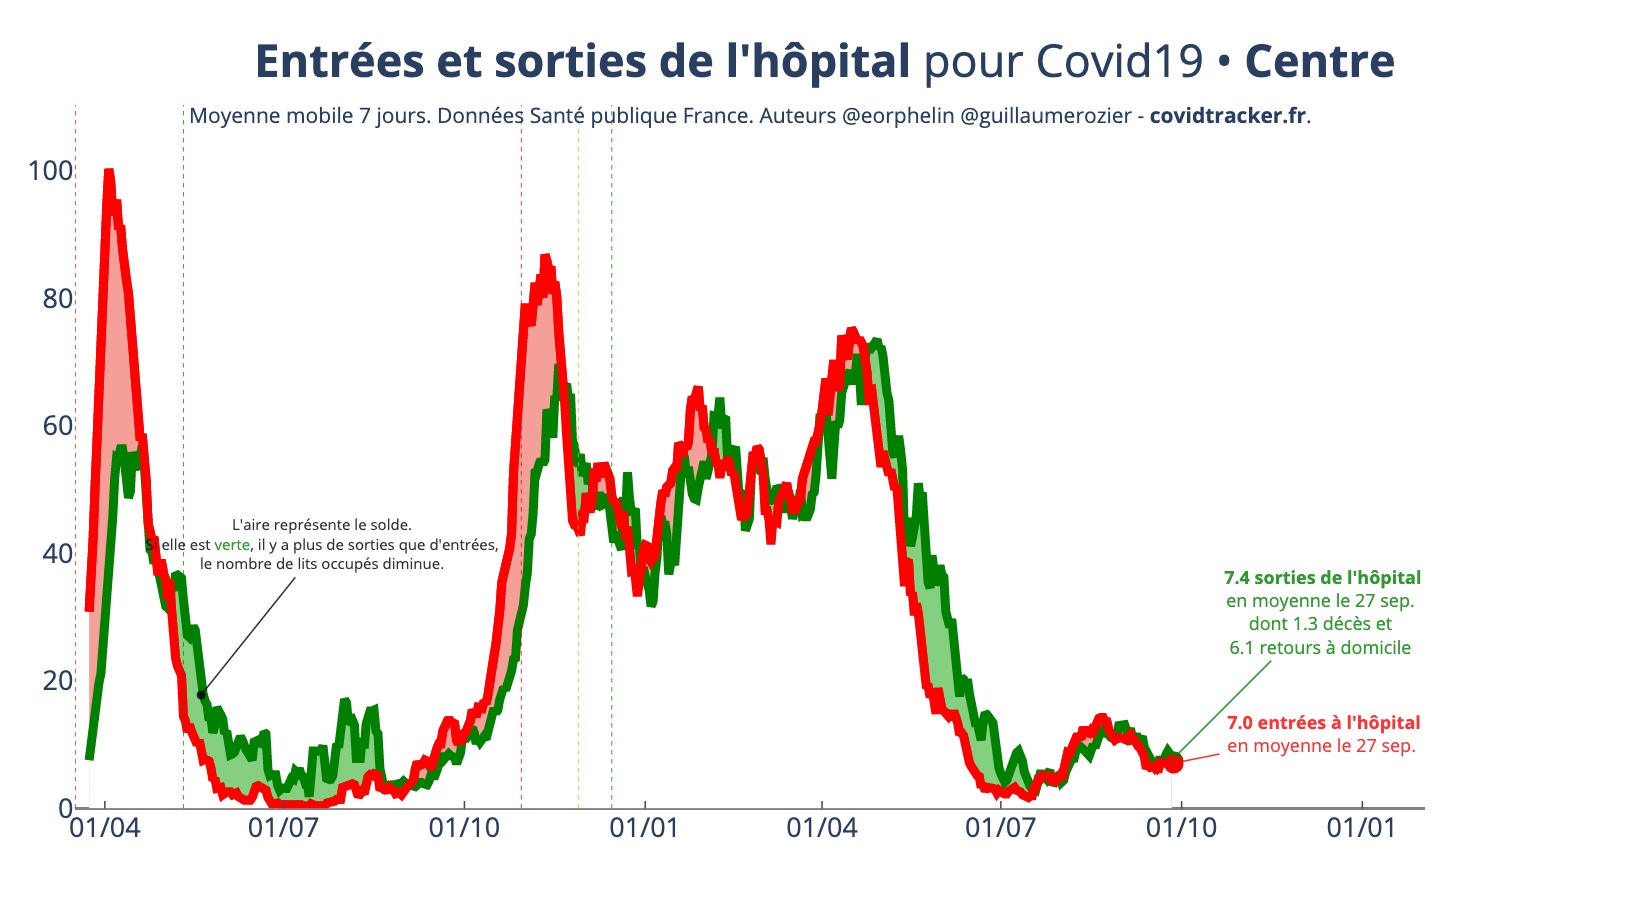 Entrées et sorties de l'hôpital pour Covid19 • Centre
Moyenne mobile 7 jours. Données Santé publique France. Auteurs @eorphelin @guillaumerozier - covidtracker.fr.
100
80
60
40
20
0
L'aire représente le solde.
Si elle est verte, il y a plus de sorties que d'entrées,
le nombre de lits occupés diminue.
7.4 sorties de l'hôpital
en moyenne le 27 sep.
dont 1.3 décès et
6.1 retours à domicile
7.0 entrées à l'hôpital
en moyenne le 27 sep.
01/04 01/07 01/10 01/01 01/04 01/07 01/10 01/01